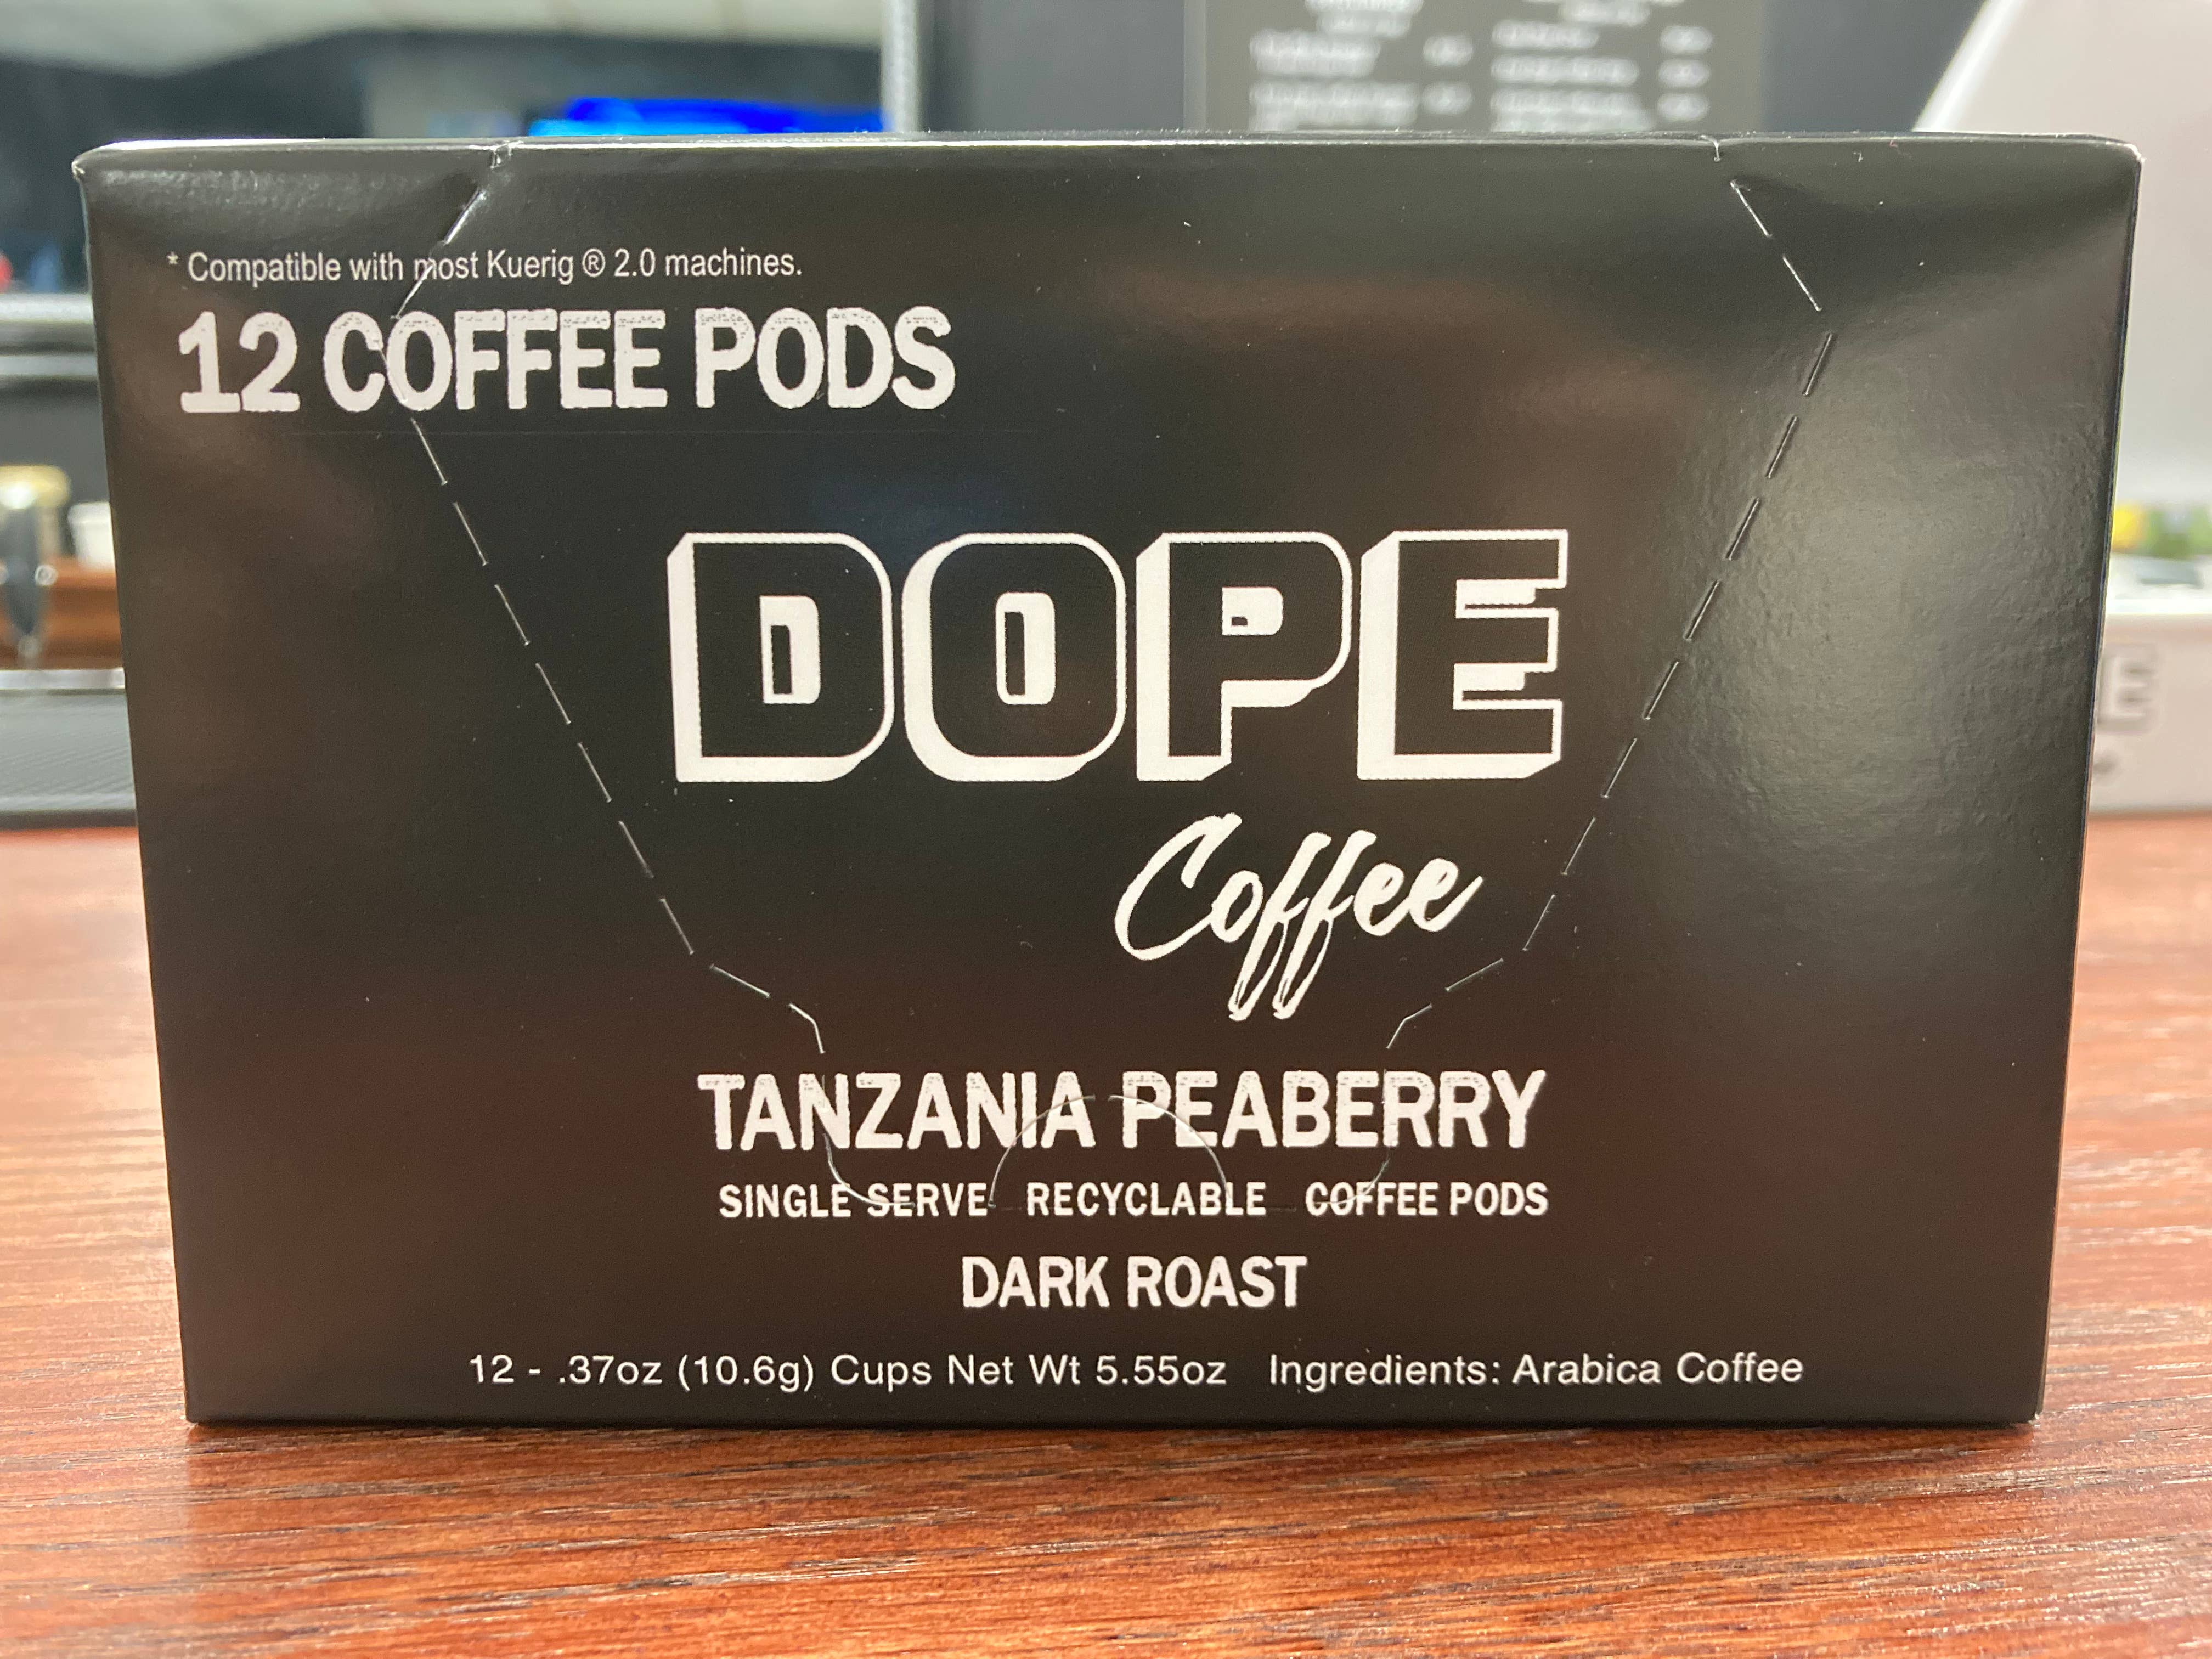 * Compatible with most Kuerig ® 2.0 machines.
12 COFFEE PODS
DOPE
Coffee
TANZANIA PEABERRY
SINGLE SERVE RECYCLABLE COFFEE PODS
DARK ROAST
12 - .37oz (10.6g) Cups Net Wt 5.55oz Ingredients: Arabica Coffee